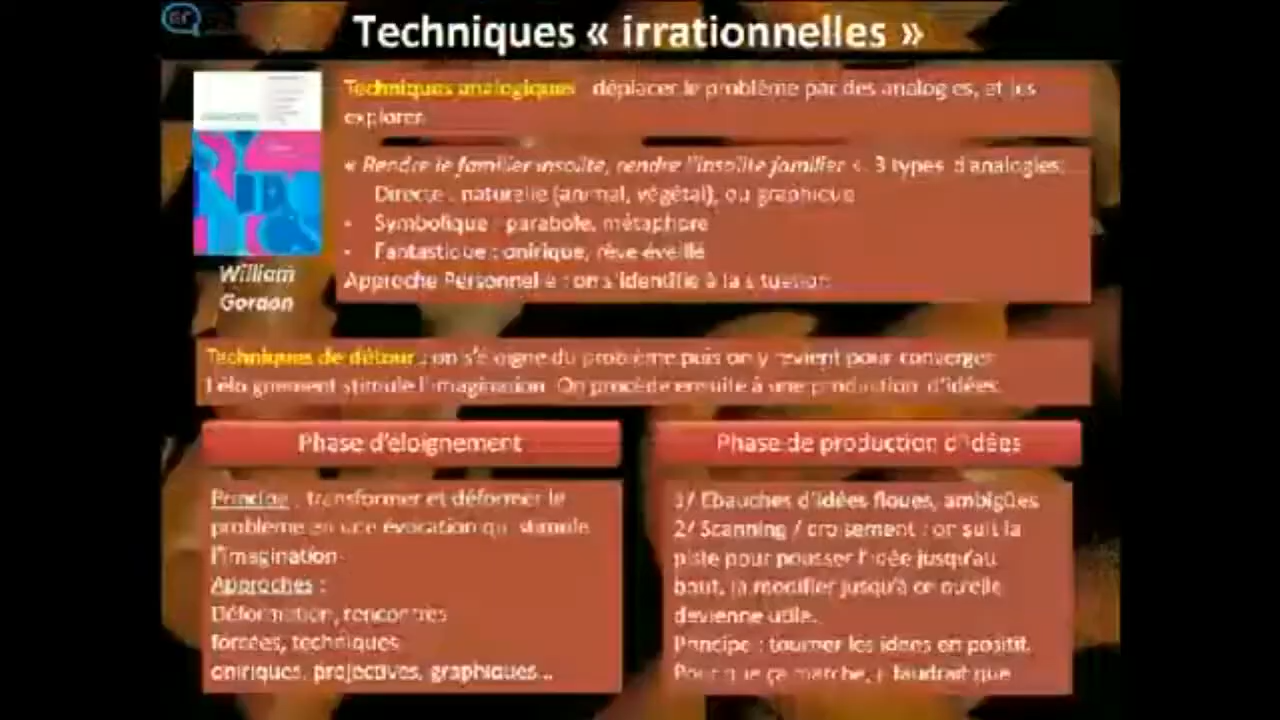 Techniques « irrationnelles »
Techniques analogiques : déplacer le problème par des analogies, et les
explorer.
« Rendre le familier insolite, rendre l'insolite familier ». 3 types d'analogies:
Directe : naturelle (animal, végétal), ou graphique
- Symbolique : parabole, métaphore
- Fantastique : onirique, rêve éveillé
Approche Personnelle : on s'identifie à la situation
William
Gordon
Techniques de détour : on s'éloigne du problème puis on y revient pour converger
L'éloignement stimule l'imagination. On procède ensuite à une production d'idées.
Phase d'éloignement
Principe : transformer et déformer le
problème en une évocation qui stimule
l'imagination
Approches :
Déformation, rencontres
forcées, techniques
oniriques, projectives, graphiques...
Phase de production d'idées
1/ Ebauches d'idées floues, ambigües
2/ Scanning / croisement : on suit la
piste pour pousser l'idée jusqu'au
bout, la modifier jusqu'à ce qu'elle
devienne utile.
Principe : tourner les idées en positif.
Pour que ça marche, il faudrait que